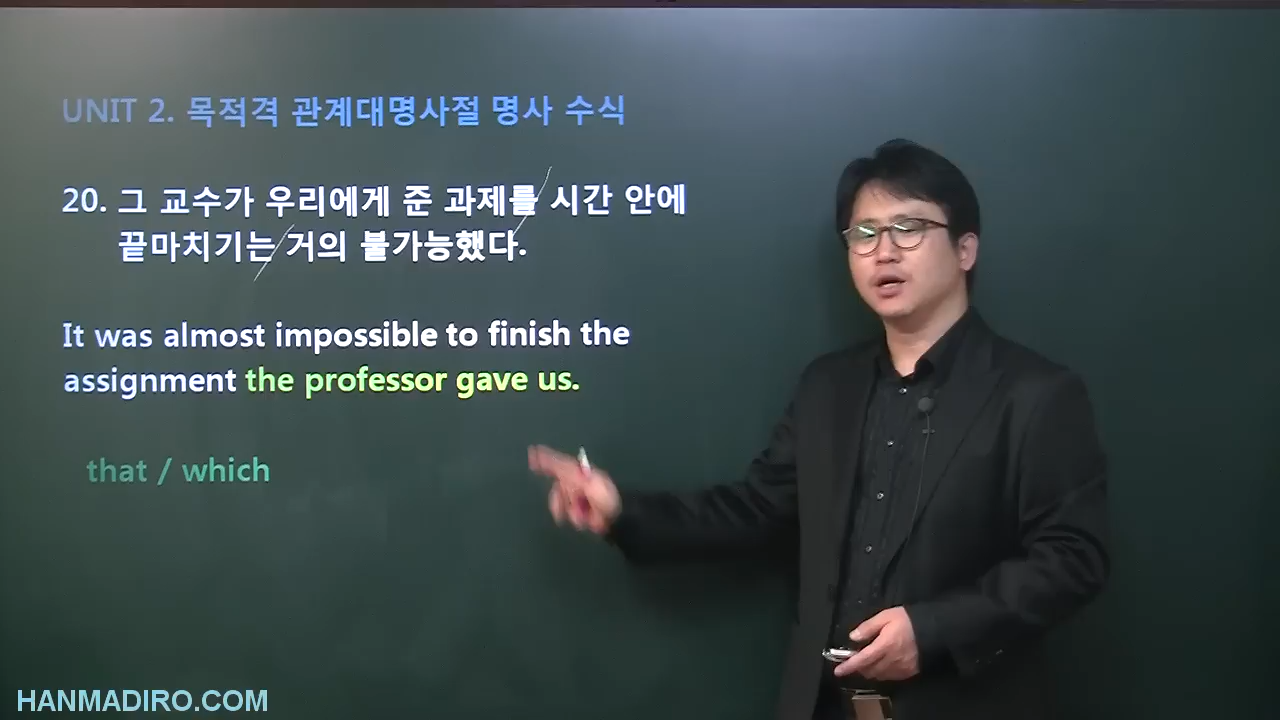 UNIT 2. 목적격 관계대명사절 명사 수식
20. 그 교수가 우리에게 준 과제를 시간 안에
끝마치기는 거의 불가능했다.
It was almost impossible to finish the
assignment the professor gave us.
that / which
HANMADIRO.COM